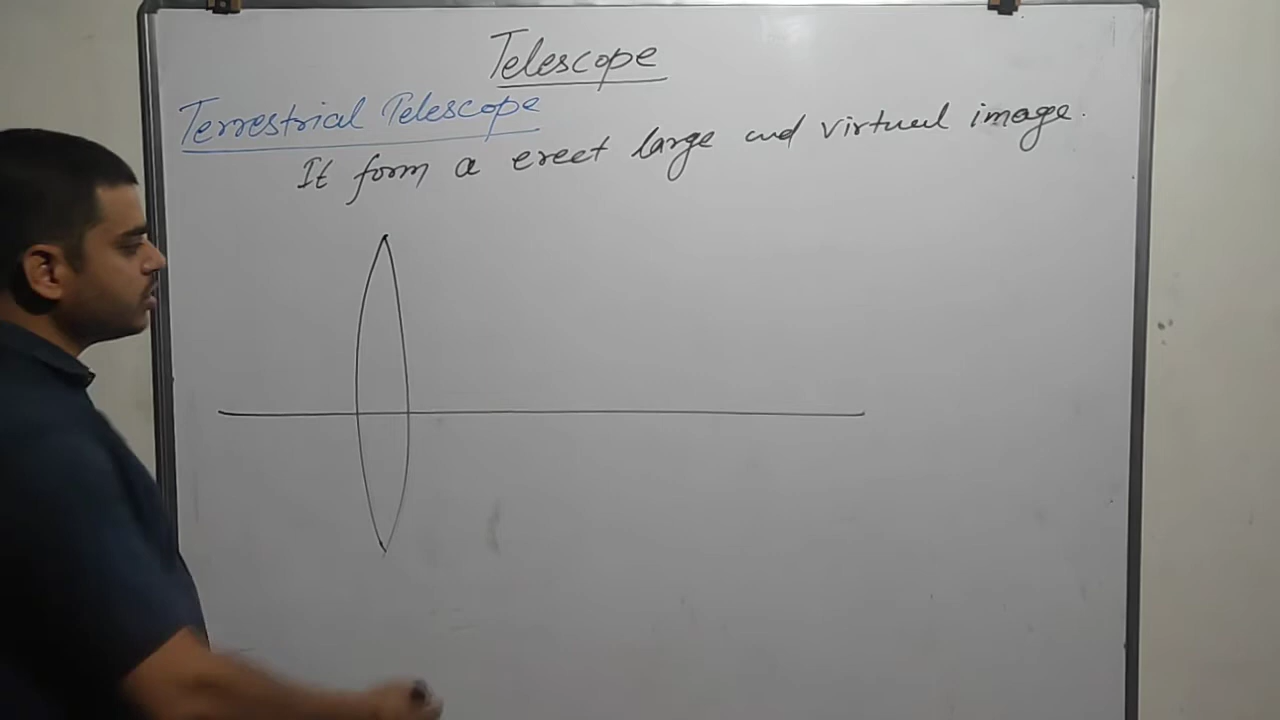 Telescope
Terrestrial Telescope
It form a erect large and virtual image.